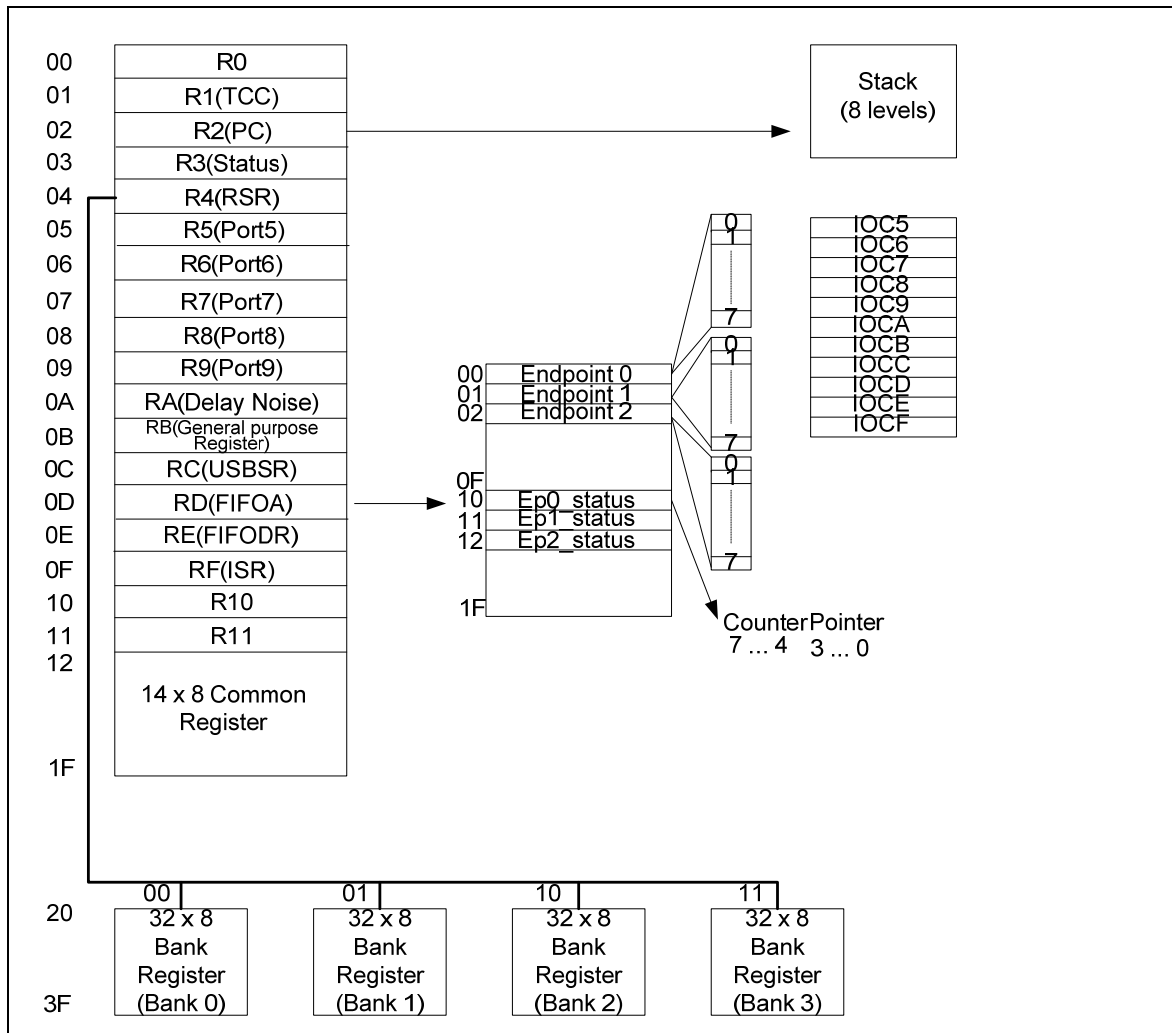 00 R0
01 R1(TCC)
02 R2(PC)
03 R3(Status)
04 R4(RSR)
05 R5(Port5)
06 R6(Port6)
07 R7(Port7)
08 R8(Port8)
09 R9(Port9)
0A RA(Delay Noise)
0B RB(General purpose
Register)
0C RC(USBSR)
0D RD(FIFOA)
0E RE(FIFODR)
0F RF(ISR)
10 R10
11 R11
12
14 x 8 Common
Register
1F
Stack
(8 levels)
00 Endpoint 0
01 Endpoint 1
02 Endpoint 2
0F
10 Ep0_status
11 Ep1_status
12 Ep2_status
1F
0
1
7
0
1
7
0
1
7
Counter Pointer
7 ... 4 3 ... 0
IOC5
IOC6
IOC7
IOC8
IOC9
IOCA
IOCB
IOCC
IOCD
IOCE
IOCF
00 01 10 11
20
32 x 8
Bank
Register
(Bank 0)
32 x 8
Bank
Register
(Bank 1)
32 x 8
Bank
Register
(Bank 2)
32 x 8
Bank
Register
(Bank 3)
3F